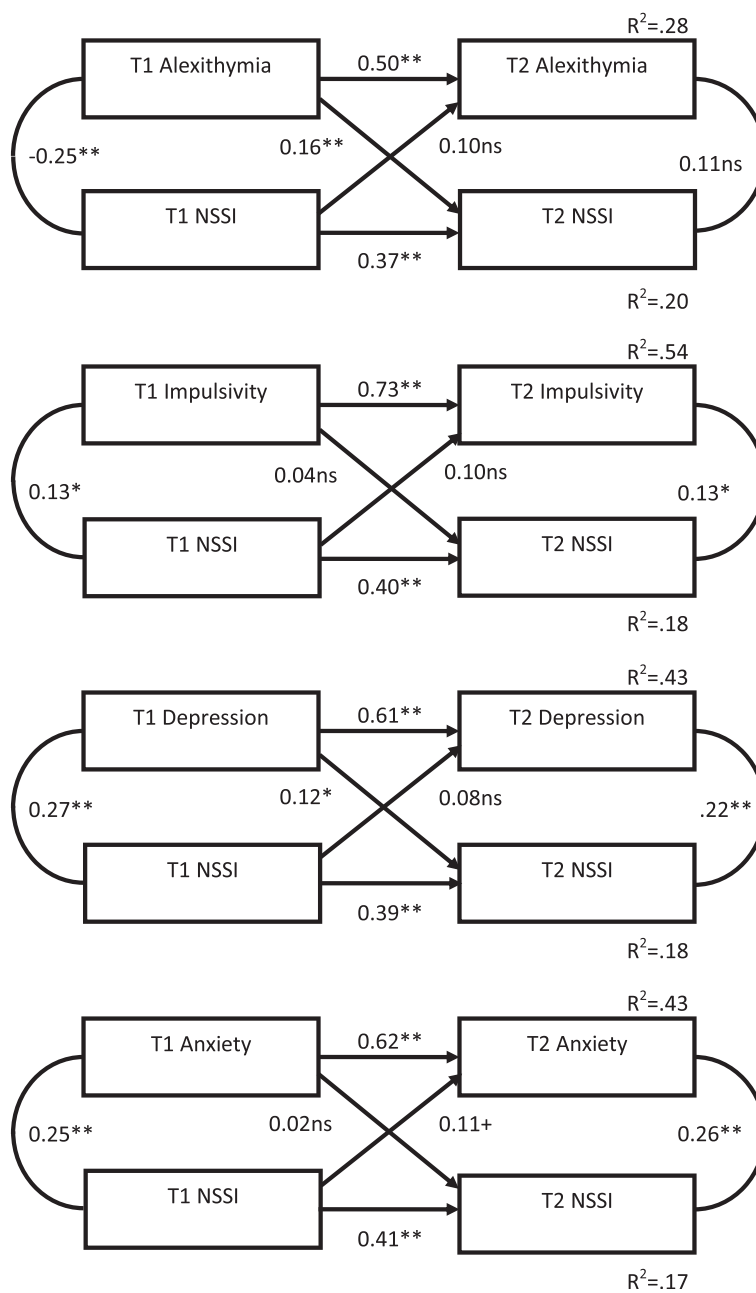 R²=.28
T1 Alexithymia
0.50**
T2 Alexithymia
-0.25**
0.16**
0.10ns
0.11ns
T1 NSSI
T2 NSSI
0.37**
R²=.20
R²=.54
T1 Impulsivity
0.73**
T2 Impulsivity
0.13*
0.04ns
0.10ns
0.13*
T1 NSSI
T2 NSSI
0.40**
R²=.18
R²=.43
T1 Depression
0.61**
T2 Depression
0.27**
0.12*
0.08ns
.22**
T1 NSSI
T2 NSSI
0.39**
R²=.18
R²=.43
T1 Anxiety
0.62**
T2 Anxiety
0.25**
0.02ns
0.11+
0.26**
T1 NSSI
T2 NSSI
0.41**
R²=.17